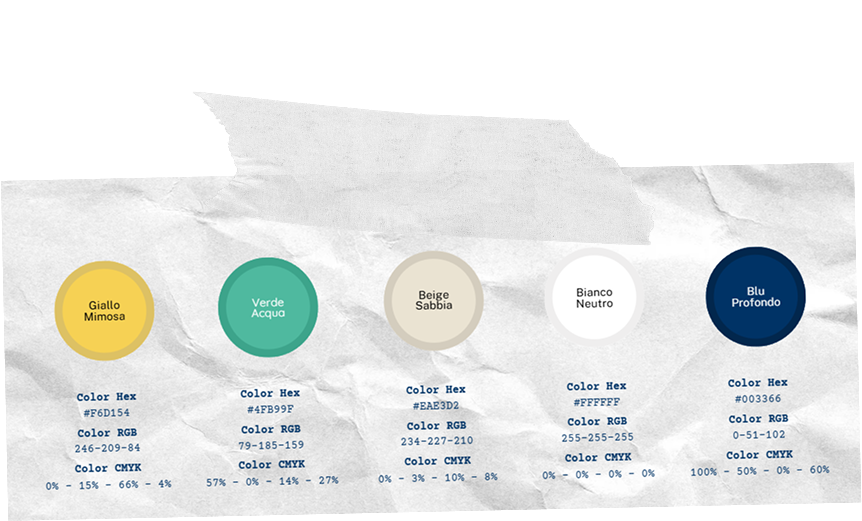 Giallo
Mimosa
Color Hex
#F6D154
Color RGB
246-209-84
Color CMYK
0% - 15% - 66% - 4%
Verde
Acqua
Color Hex
#4FB99F
Color RGB
79-185-159
Color CMYK
57% - 0% - 14% - 27%
Beige
Sabbia
Color Hex
#EAE3D2
Color RGB
234-227-210
Color CMYK
0% - 3% - 10% - 8%
Bianco
Neutro
Color Hex
#FFFFFF
Color RGB
255-255-255
Color CMYK
0% - 0% - 0% - 0%
Blu
Profondo
Color Hex
#003366
Color RGB
0-51-102
Color CMYK
100% - 50% - 0% - 60%